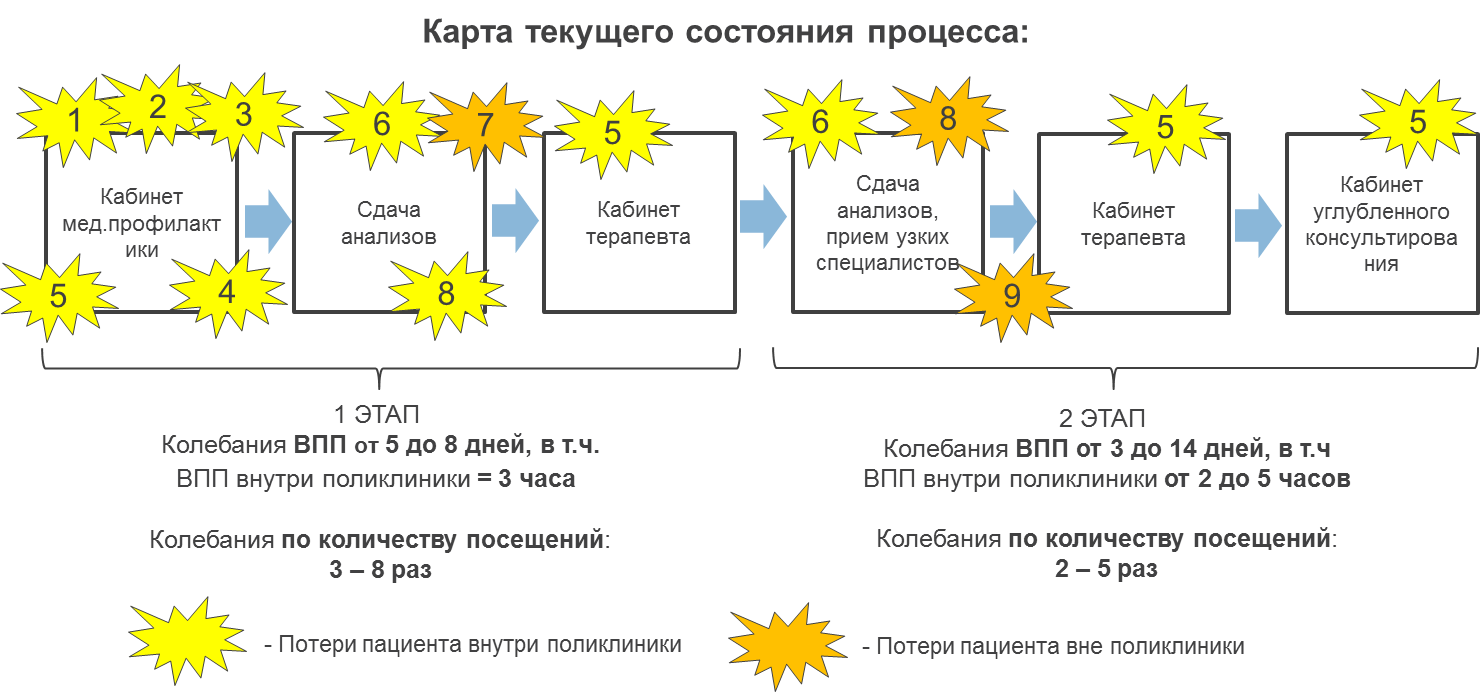 Карта текущего состояния процесса:
1
2
3
6
7
5
6
8
5
5
Кабинет
мед.профилакт
ики
Сдача
анализов
Кабинет
терапевта
Сдача
анализов,
прием узких
специалистов
Кабинет
терапевта
Кабинет
углубленного
консультирова
ния
5
4
8
9
1 ЭТАП
Колебания ВПП от 5 до 8 дней, в т.ч.
ВПП внутри поликлиники = 3 часа
Колебания по количеству посещений:
3 – 8 раз
2 ЭТАП
Колебания ВПП от 3 до 14 дней, в т.ч
ВПП внутри поликлиники от 2 до 5 часов
Колебания по количеству посещений:
2 – 5 раз
- Потери пациента внутри поликлиники
- Потери пациента вне поликлиники